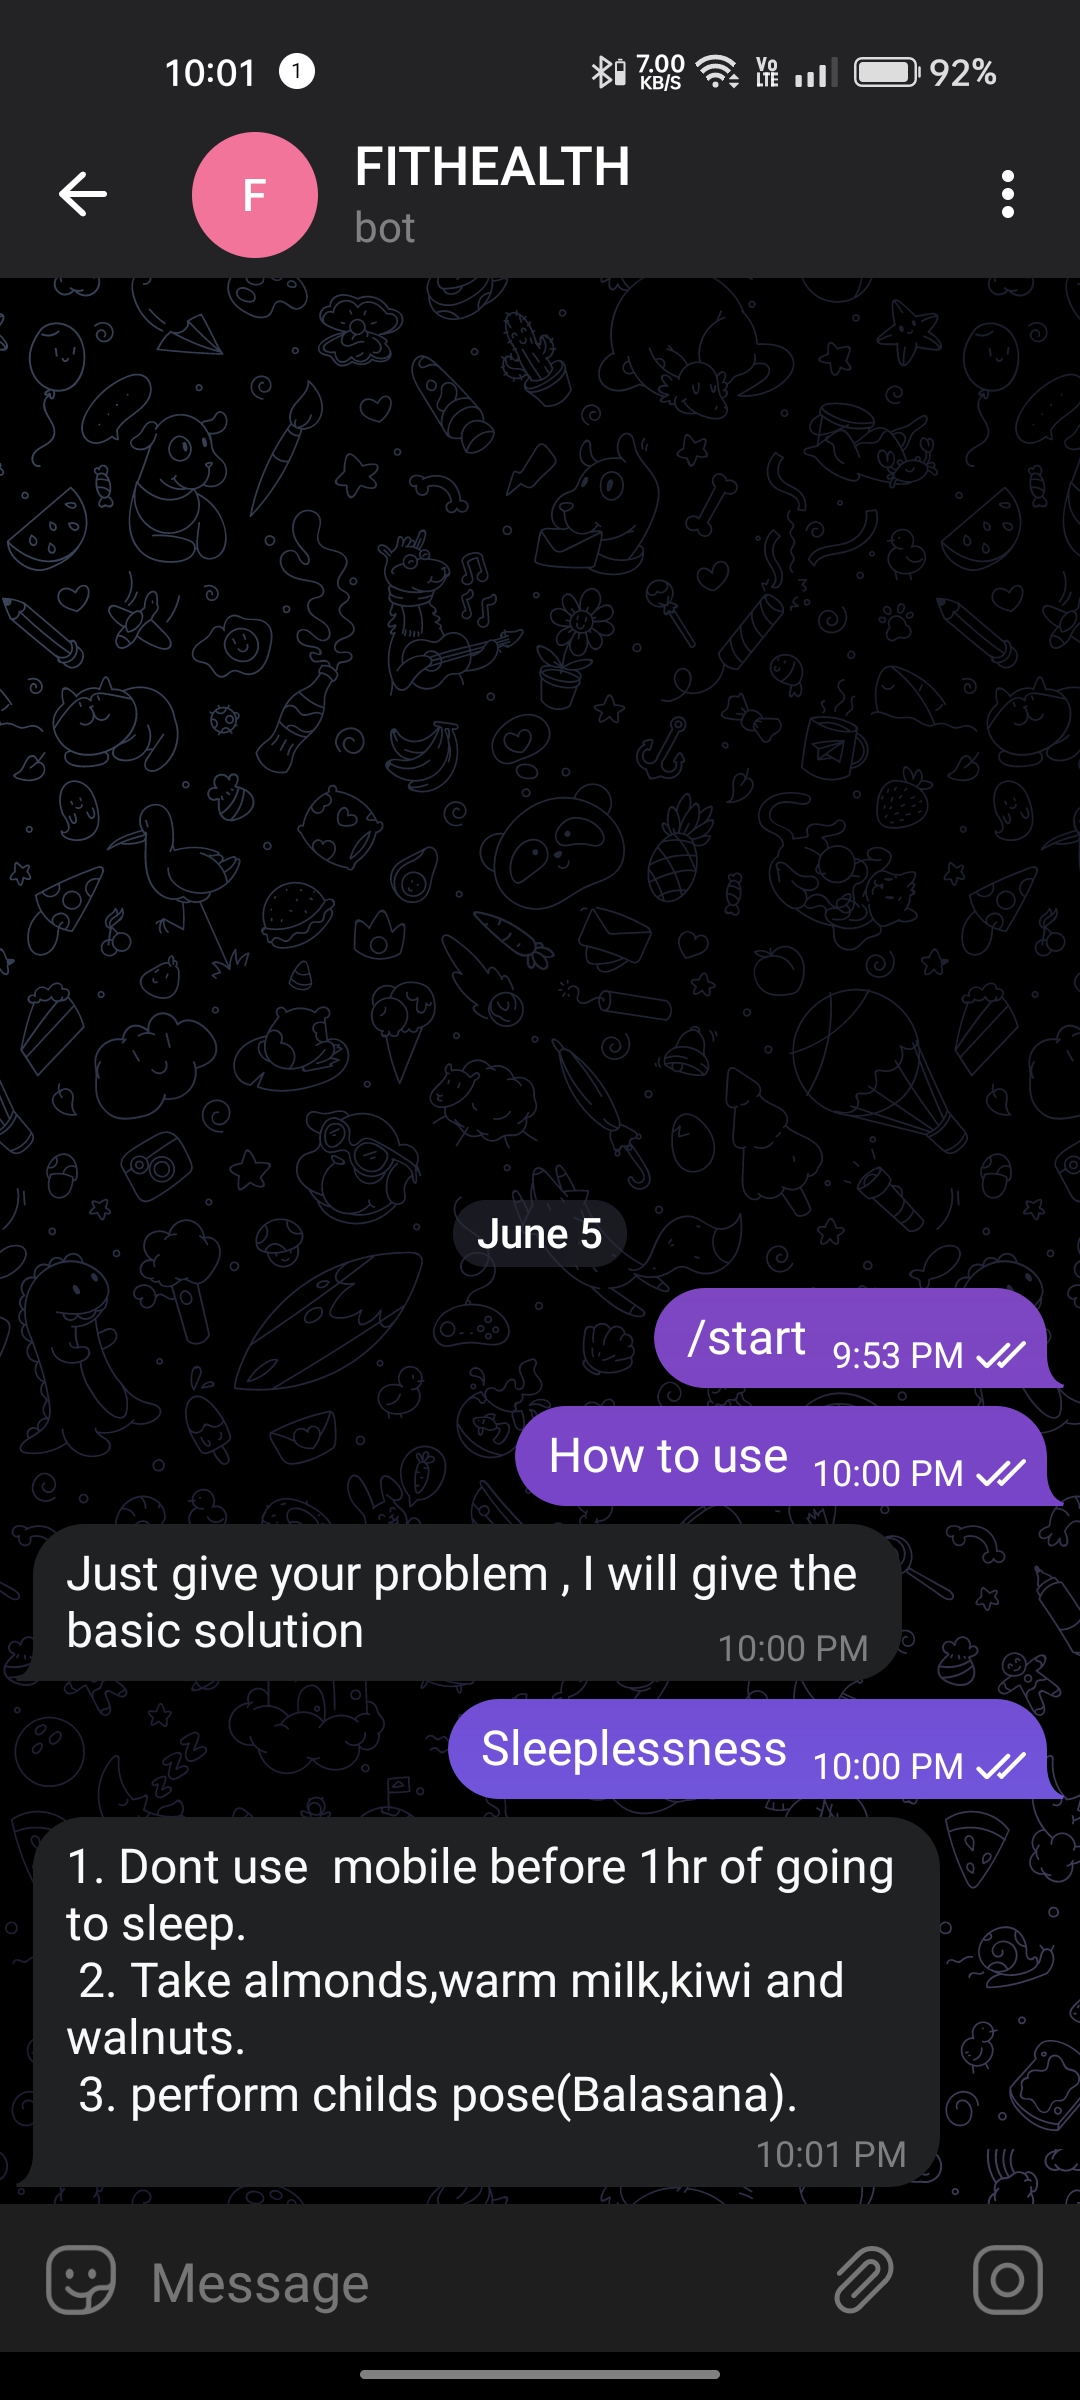 10:01 1 7.00 KB/S Vo LTE 92%
F
FITHEALTH
bot
June 5
/start 9:53 PM
How to use 10:00 PM
Just give your problem , I will give the
basic solution 10:00 PM
Sleeplessness 10:00 PM
1. Dont use  mobile before 1hr of going
to sleep.
2. Take almonds,warm milk,kiwi and
walnuts.
3. perform childs pose(Balasana).
10:01 PM
Message